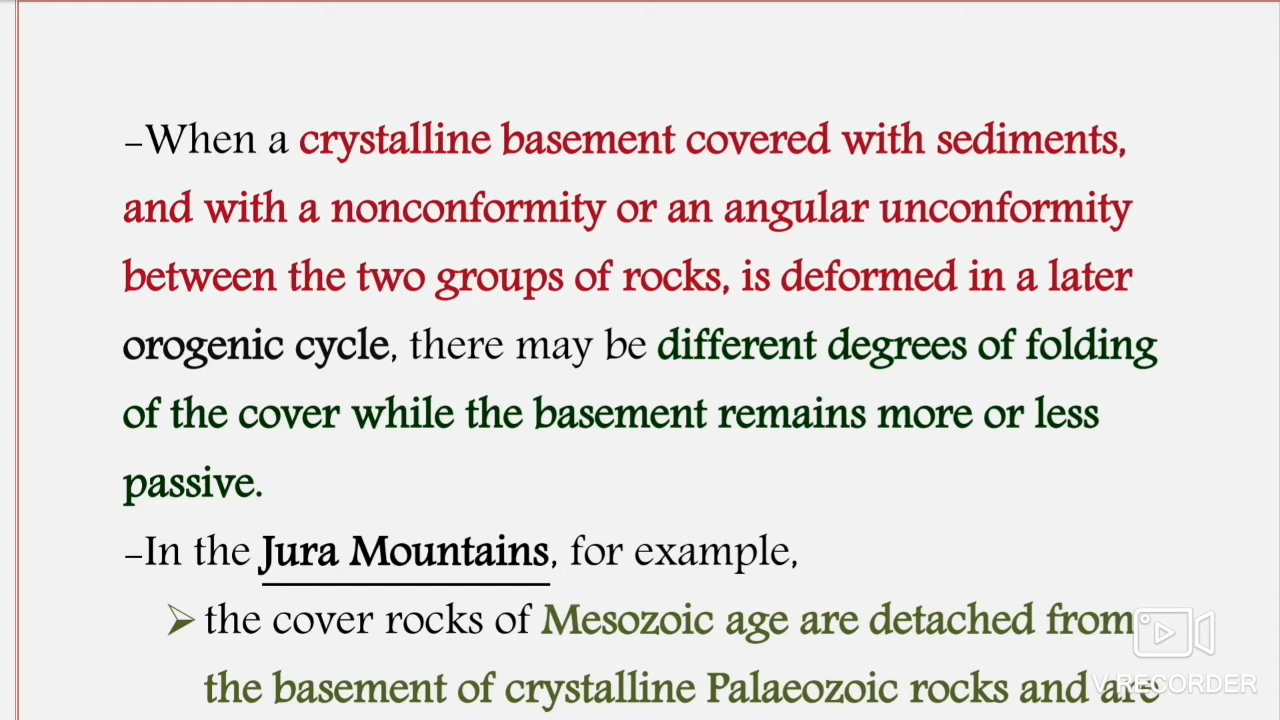 –When a crystalline basement covered with sediments,
and with a nonconformity or an angular unconformity
between the two groups of rocks, is deformed in a later
orogenic cycle, there may be different degrees of folding
of the cover while the basement remains more or less
passive.
–In the Jura Mountains, for example,
➢ the cover rocks of Mesozoic age are detached from
the basement of crystalline Palaeozoic rocks and are
V.RECORDER